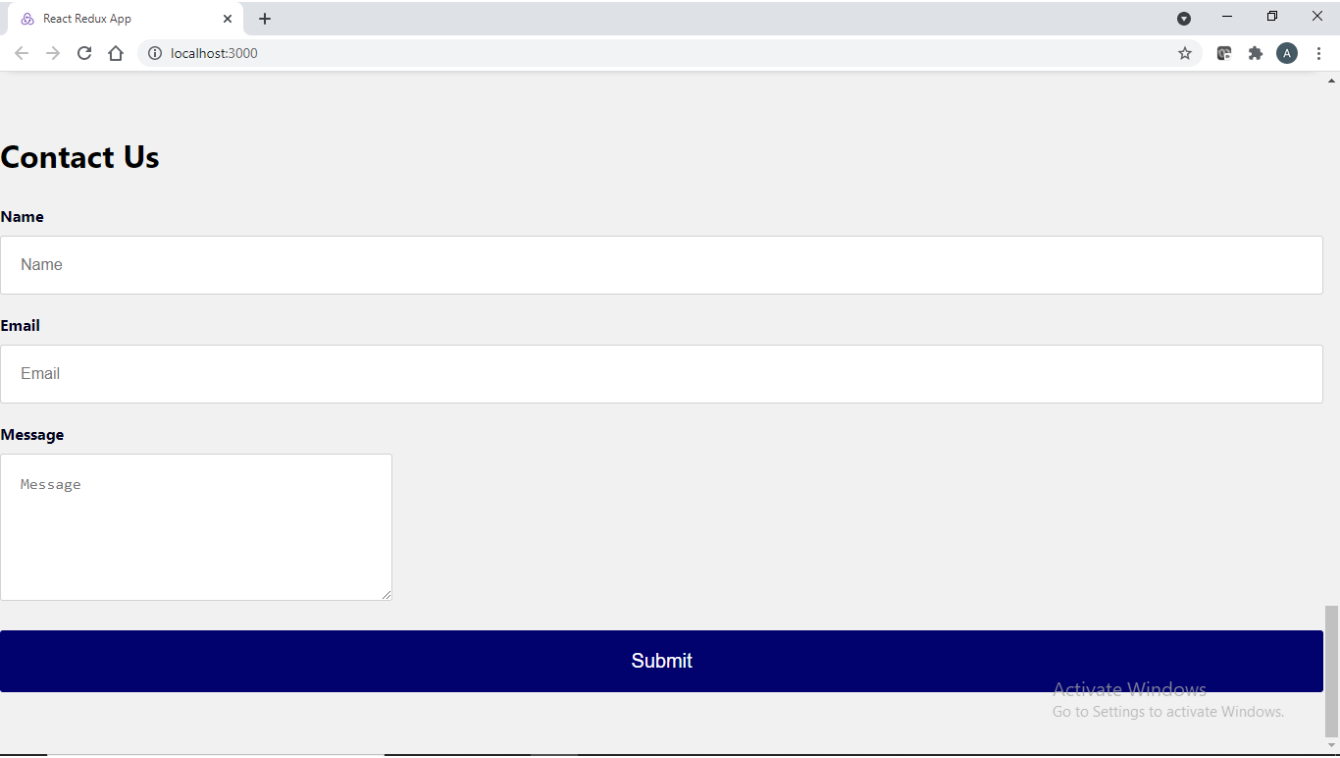 React Redux App
localhost:3000
A
Contact Us
Name
Name
Email
Email
Message
Message
Submit
Activate Windows
Go to Settings to activate Windows.